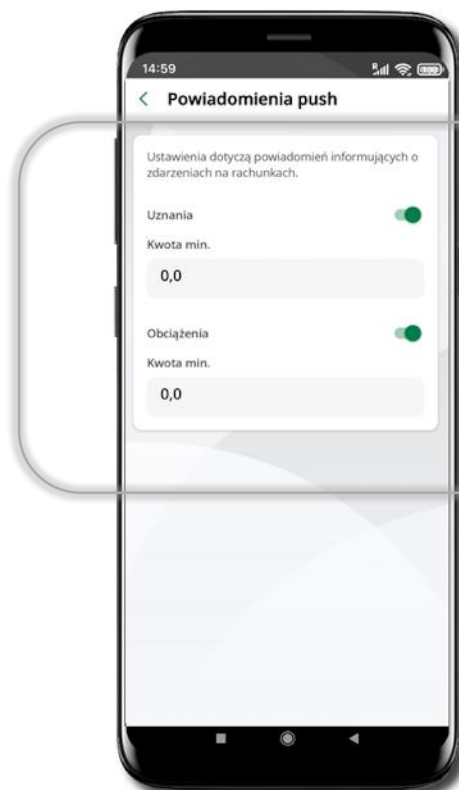 14:59
Powiadomienia push
Ustawienia dotyczą powiadomień informujących o
zdarzeniach na rachunkach.
Uznania
Kwota min.
0,0
Obciążenia
Kwota min.
0,0